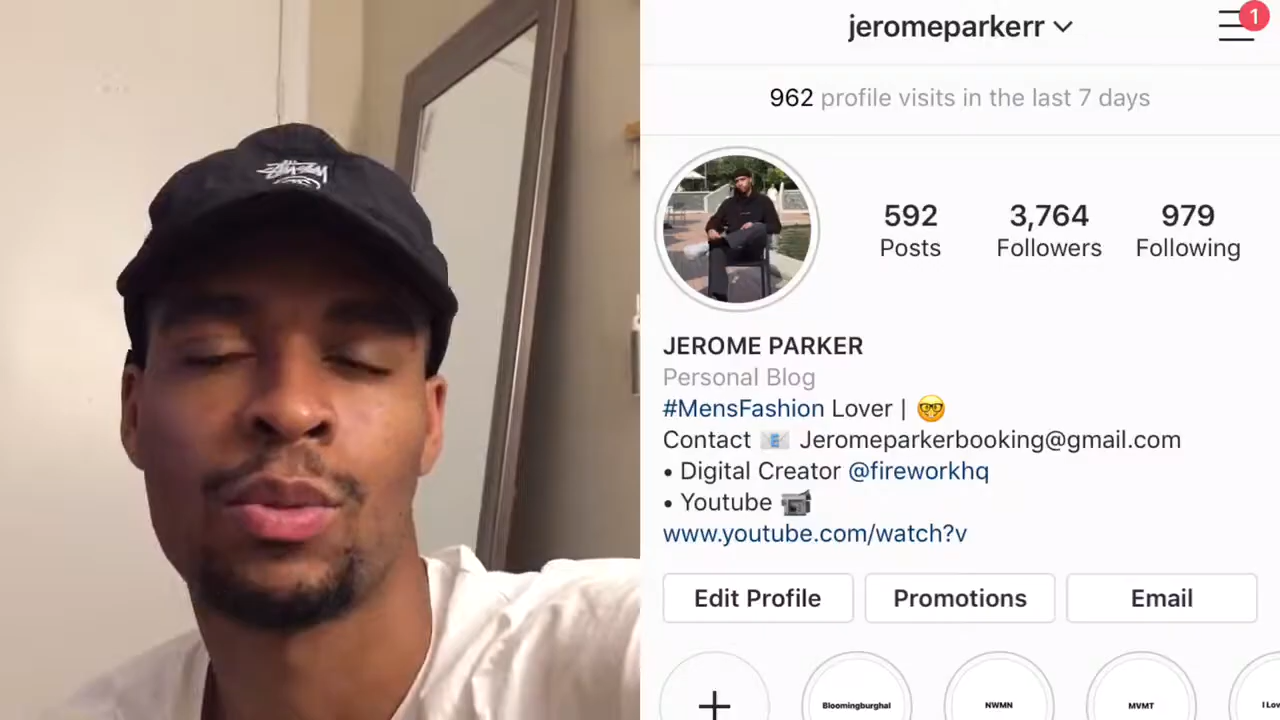 STUSSY
jeromeparkerr
1
962 profile visits in the last 7 days
592
3,764
979
Posts
Followers
Following
JEROME PARKER
Personal Blog
#MensFashion Lover | 🤓
Contact 📧 Jeromeparkerbooking@gmail.com
• Digital Creator @fireworkhq
• Youtube 📹
www.youtube.com/watch?v
Edit Profile
Promotions
Email
Bloomingburghal
NWMN
MVMT
I Lov